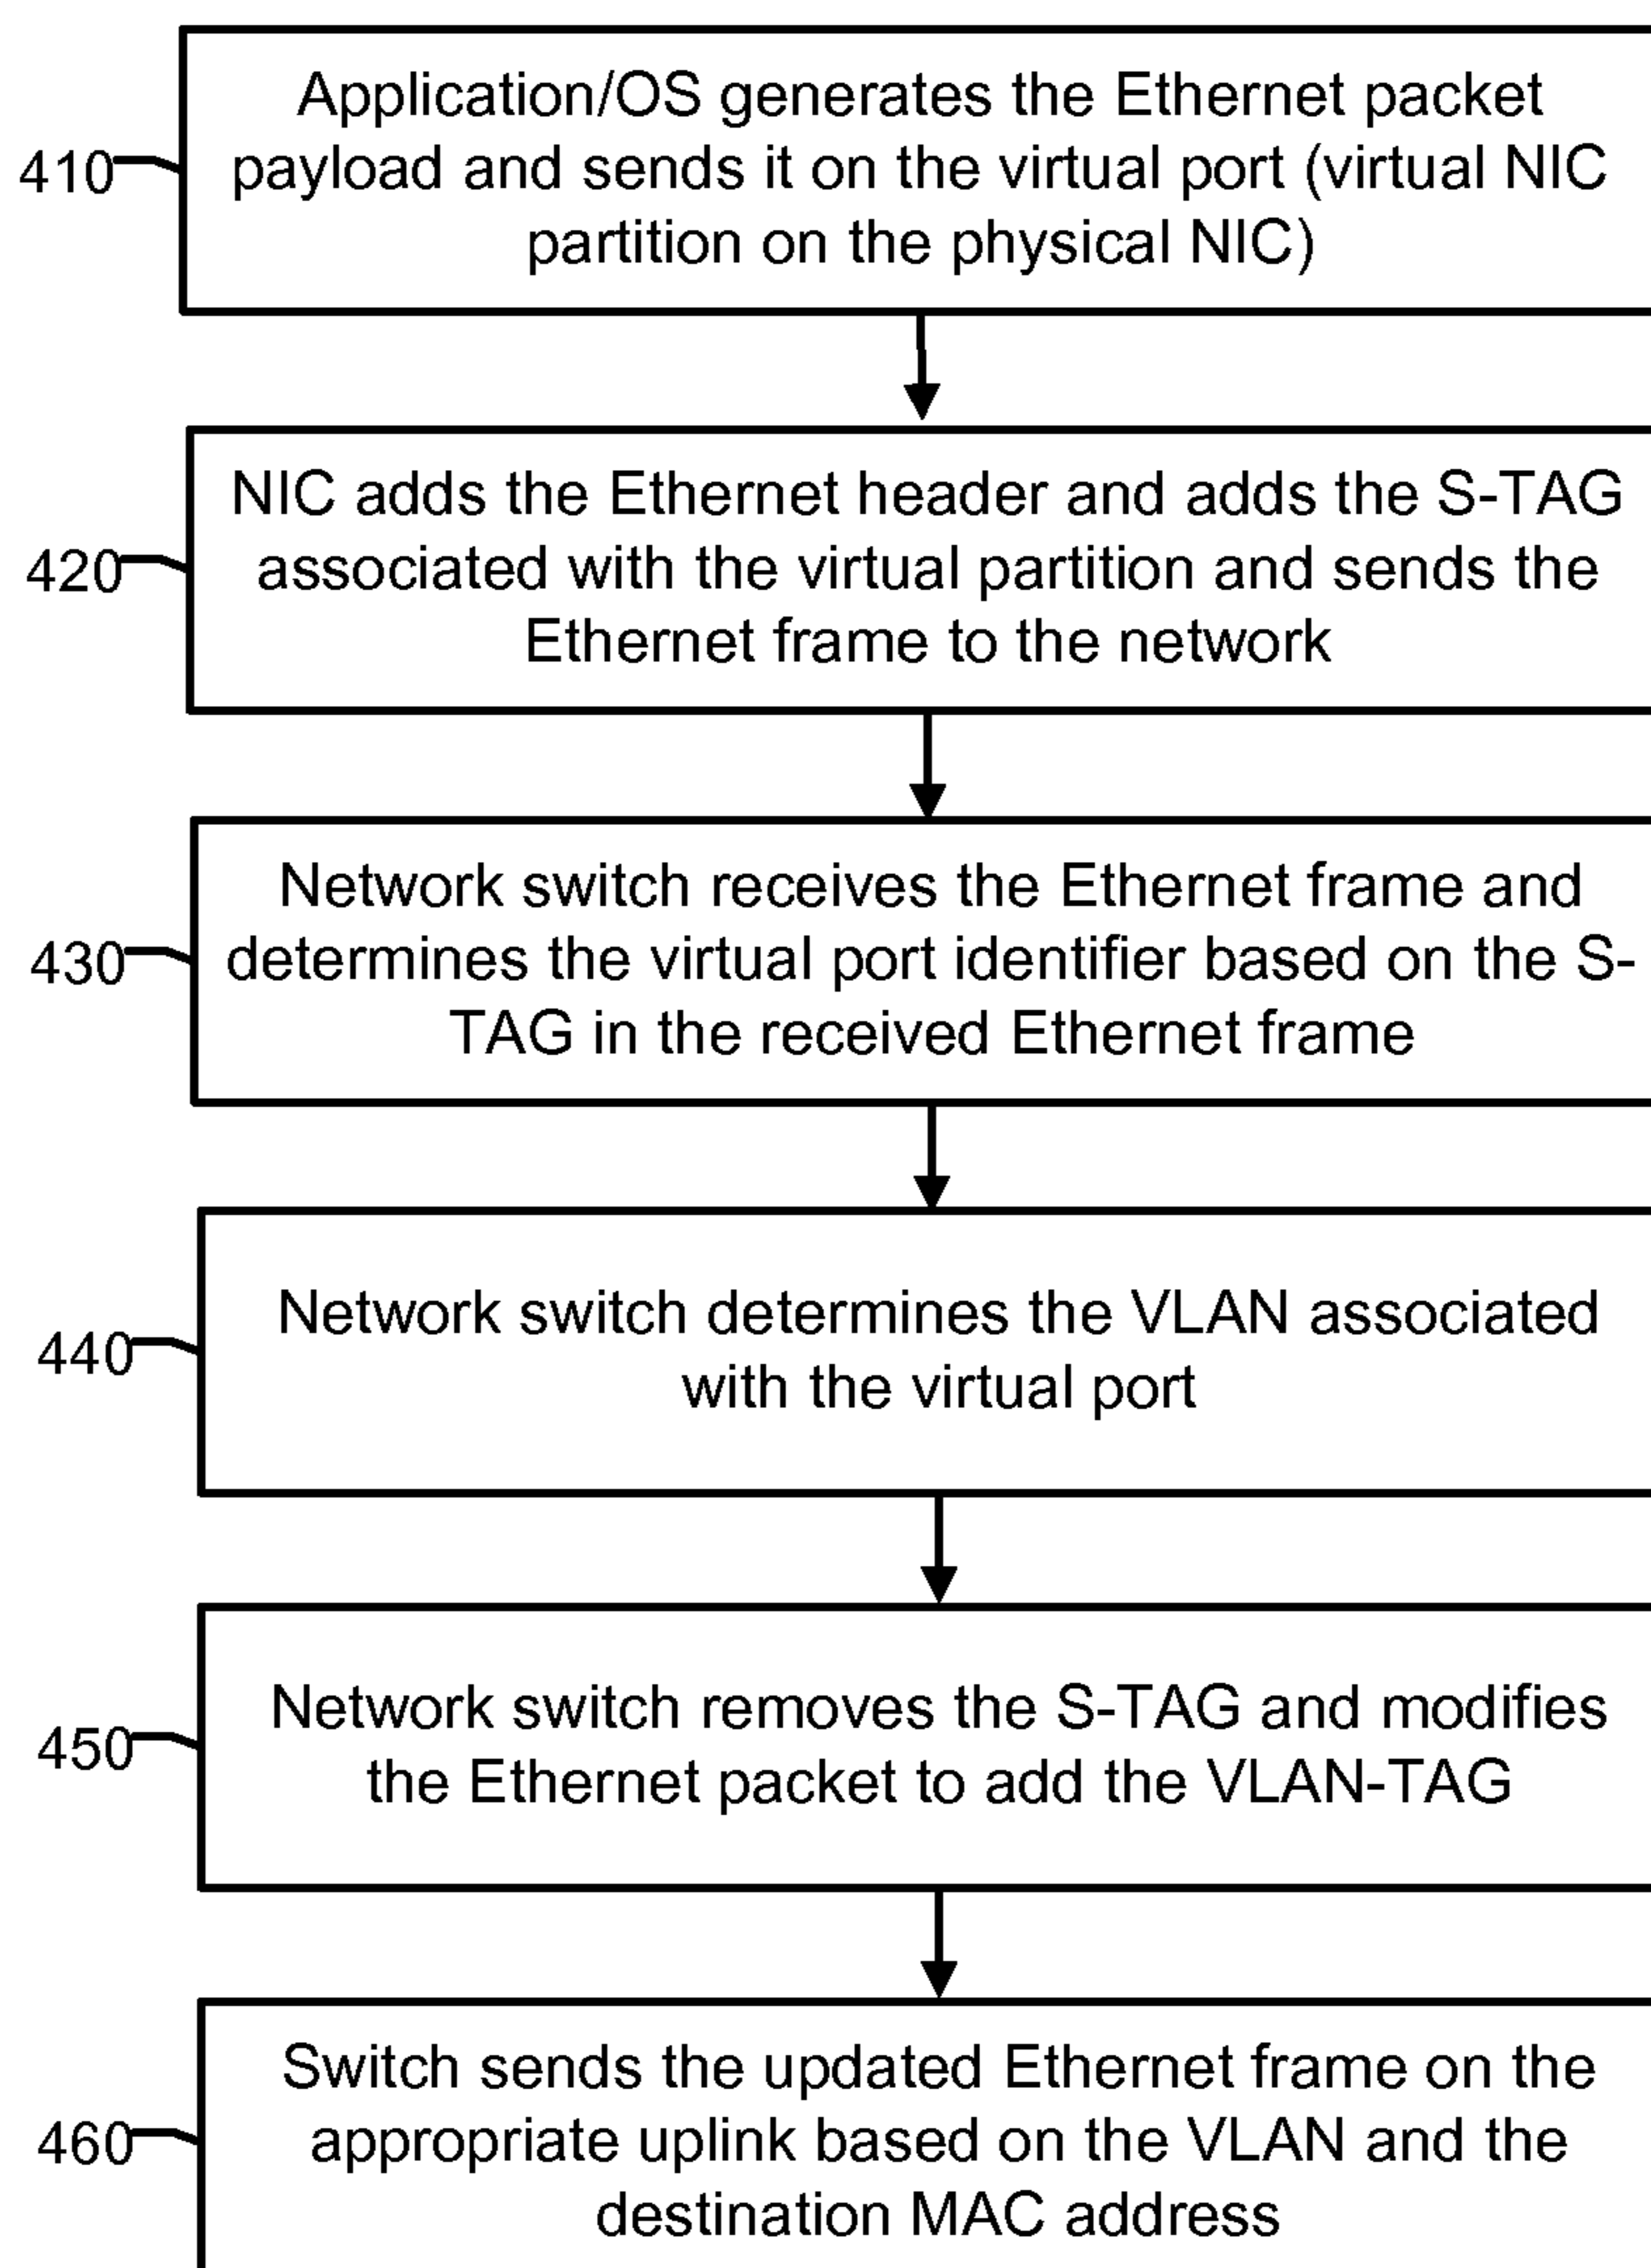 Application/OS generates the Ethernet packet
410 payload and sends it on the virtual port (virtual NIC
partition on the physical NIC)
NIC adds the Ethernet header and adds the S-TAG
420 associated with the virtual partition and sends the
Ethernet frame to the network
Network switch receives the Ethernet frame and
430 determines the virtual port identifier based on the S-
TAG in the received Ethernet frame
Network switch determines the VLAN associated
440
with the virtual port
Network switch removes the S-TAG and modifies
450
the Ethernet packet to add the VLAN-TAG
Switch sends the updated Ethernet frame on the
460 appropriate uplink based on the VLAN and the
destination MAC address